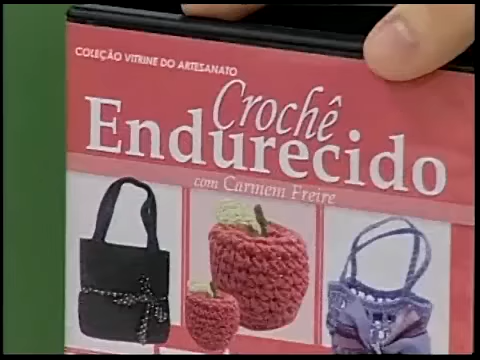 COLEÇÃO VITRINE DO ARTESANATO
Crochê
Endurecido
com Carmem Freire